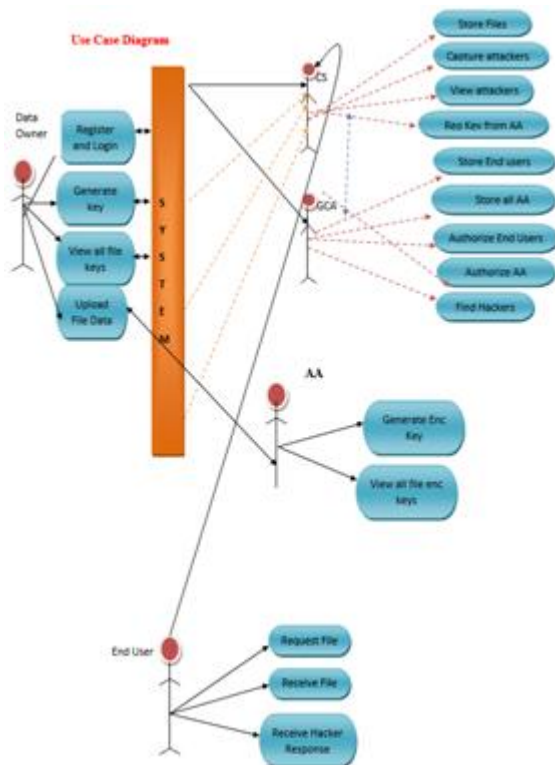 Use Case Diagram
Data
Owner
Register
and Login
Generate
key
View all file
keys
Upload
File Data
S
Y
S
T
E
M
CS
GCA
Store Files
Capture attackers
View attackers
Req Key from AA
Store End users
Store all AA
Authorize End Users
Authorize AA
Find Hackers
AA
Generate Enc
Key
View all file enc
keys
End User
Request File
Receive File
Receive Hacker
Response